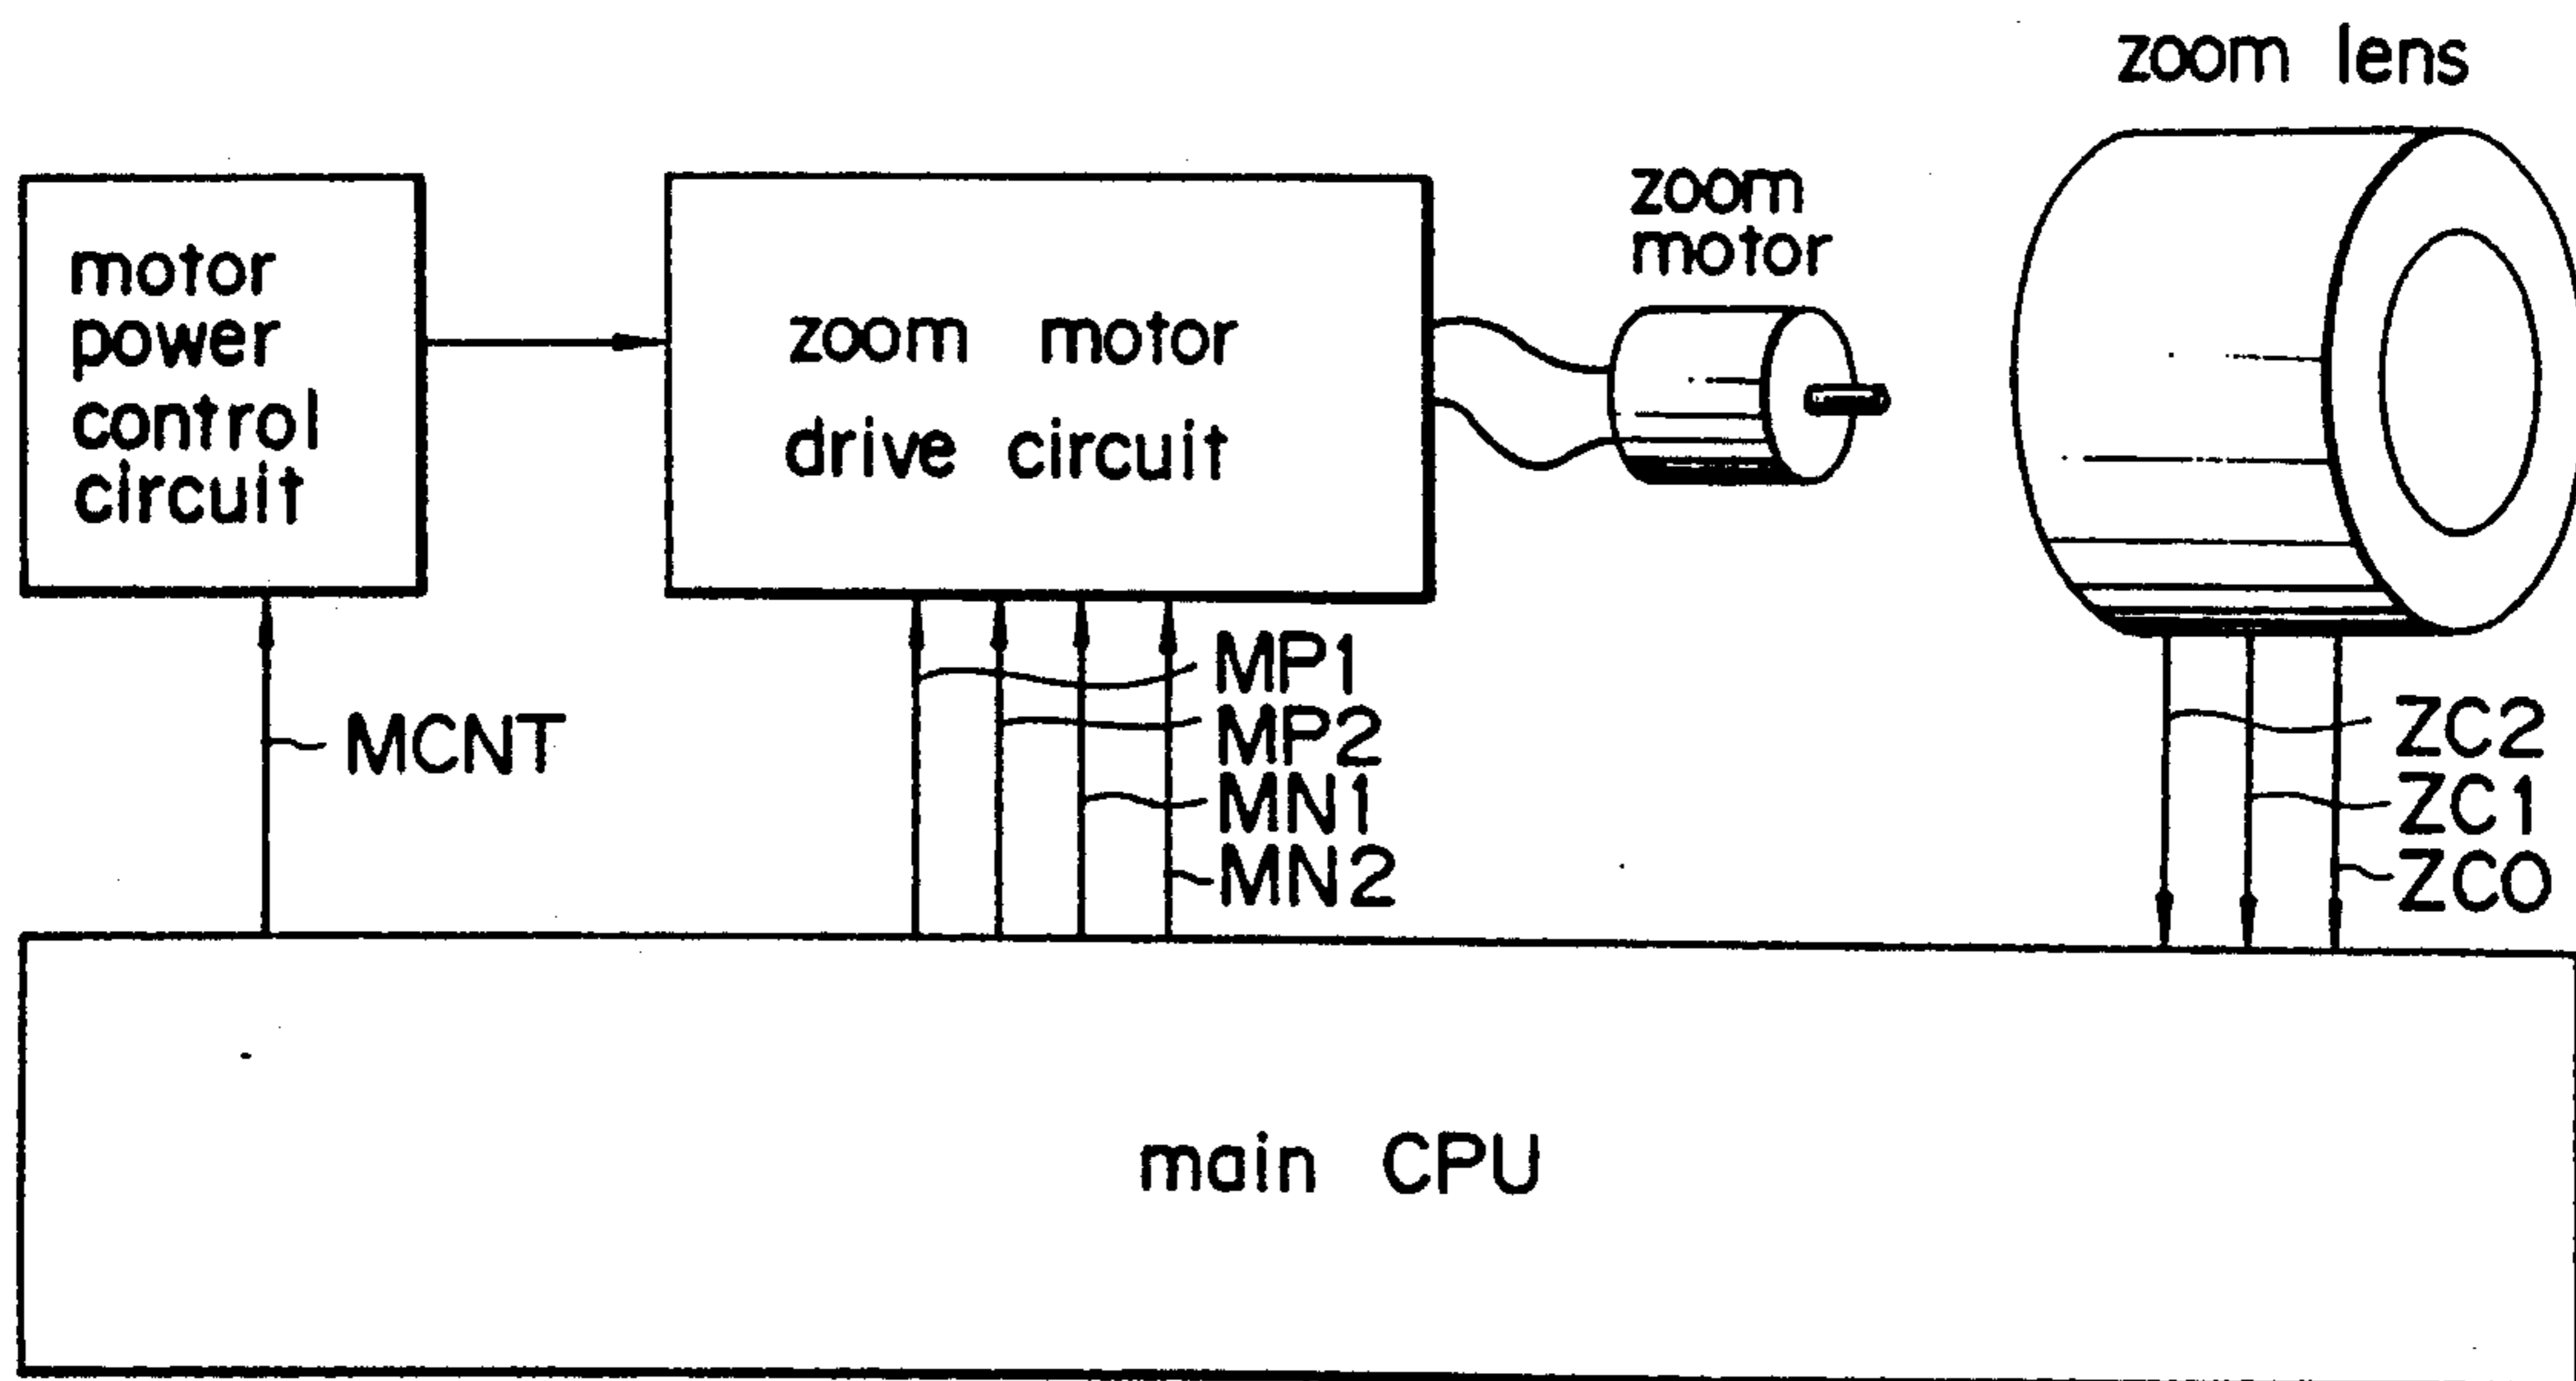 zoom lens
zoom
motor
motor
power
control
circuit
zoom motor
drive circuit
MP1
MP2
MN1
MN2
MCNT
ZC2
ZC1
ZC0
main CPU